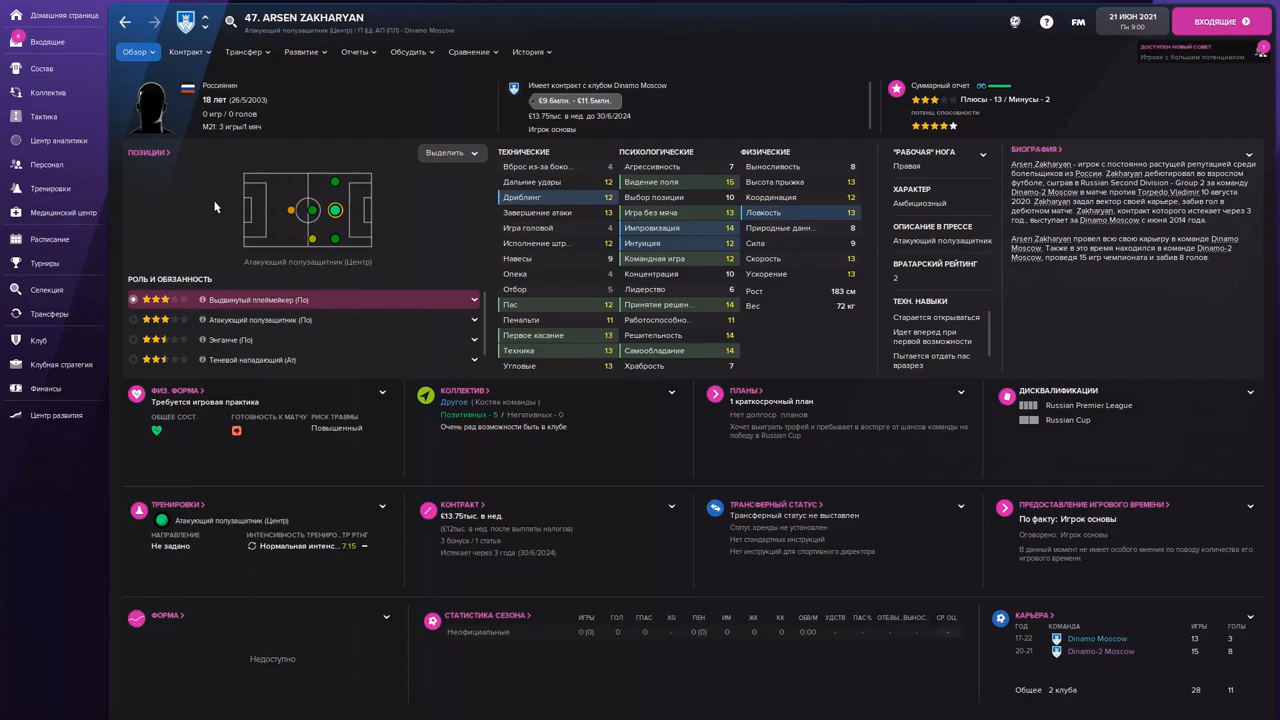 Домашняя страница
6
Входящие
Состав
Коллектив
Тактика
Центр аналитики
Персонал
Тренировки
Медицинский центр
Расписание
Турниры
Селекция
Трансферы
Клуб
Клубная стратегия
Финансы
Центр развития
47. ARSEN ZAKHARYAN
Атакующий полузащитник (Центр) / П (Ц), АП (ПЛ) - Dinamo Moscow
?
FM
21 ИЮН 2021
Пн 9:00
ВХОДЯЩИЕ
Обзор
Контракт
Трансфер
Развитие
Отчеты
Обсудить
Сравнение
История
ДОСТУПЕН НОВЫЙ СОВЕТ
Игроки с большим потенциалом
Россиянин
18 лет (26/5/2003)
0 игр / 0 голов
М21: 3 игры/1 мяч
Имеет контракт с клубом Dinamo Moscow
£9.6млн. - £11.5млн.
£13.75тыс. в нед. до 30/6/2024
Игрок основы
Суммарный отчет
Плюсы - 13 / Минусы - 2
ПОТЕНЦ СПОСОБНОСТИ
ПОЗИЦИИ >
Выделить
Атакующий полузащитник (Центр)
РОЛЬ И ОБЯЗАННОСТЬ
Выдвинутый плеймейкер (По)
Атакующий полузащитник (По)
Энганче (По)
Теневой нападающий (Ат)
ТЕХНИЧЕСКИЕ
Вброс из-за боко... 4
Дальние удары 12
Дриблинг 12
Завершение атаки 13
Игра головой 4
Исполнение штр... 12
Навесы 9
Опека 4
Отбор 5
Пас 12
Пенальти 11
Первое касание 13
Техника 13
Угловые 13
ПСИХОЛОГИЧЕСКИЕ
Агрессивность 7
Видение поля 15
Выбор позиции 10
Игра без мяча 13
Импровизация 14
Интуиция 12
Командная игра 12
Концентрация 10
Лидерство 6
Принятие решен... 14
Работоспособно... 11
Решительность 14
Самообладание 14
Храбрость 7
ФИЗИЧЕСКИЕ
Выносливость 8
Высота прыжка 13
Координация 12
Ловкость 13
Природные данн... 8
Сила 9
Скорость 13
Ускорение 13
Рост 183 см
Вес 72 кг
"РАБОЧАЯ" НОГА
Правая
ХАРАКТЕР
Амбициозный
ОПИСАНИЕ В ПРЕССЕ
Атакующий полузащитник
ВРАТАРСКИЙ РЕЙТИНГ
2
ТЕХН. НАВЫКИ
Старается открываться
Идет вперед при
первой возможности
Пытается отдать пас
вразрез
БИОГРАФИЯ >
Arsen Zakharyan - игрок с постоянно растущей репутацией среди
болельщиков из России. Zakharyan дебютировал во взрослом
футболе, сыграв в Russian Second Division - Group 2 за команду
Dinamo-2 Moscow в матче против Torpedo Vladimir 10 августа
2020. Zakharyan задал вектор своей карьере, забив гол в
дебютном матче. Zakharyan, контракт которого истекает через 3
год , выступает за Dinamo Moscow с июня 2014 года.
Arsen Zakharyan провел всю свою карьеру в команде Dinamo
Moscow. Также в это время находился в команде Dinamo-2
Moscow, проведя 15 игр чемпионата и забив 8 голов.
ФИЗ. ФОРМА >
Требуется игровая практика
ОБЩЕЕ СОСТ.
ГОТОВНОСТЬ К МАТЧУ
РИСК ТРАВМЫ
Повышенный
КОЛЛЕКТИВ >
Другое ( Костяк команды )
Позитивных - 5 / Негативных - 0
Очень рад возможности быть в клубе
ПЛАНЫ >
1 краткосрочный план
Нет долгоср. планов
Хочет выиграть трофей и пребывает в восторге от шансов команды на
победу в Russian Cup
ДИСКВАЛИФИКАЦИИ
Russian Premier League
Russian Cup
ТРЕНИРОВКИ >
Атакующий полузащитник (Центр)
НАПРАВЛЕНИЕ
Не задано
ИНТЕНСИВНОСТЬ ТРЕНИРО...
Нормальная интенс...
ТР РТНГ
7.15
КОНТРАКТ >
£13.75тыс. в нед.
(£12тыс. в нед. после выплаты налогов)
3 бонуса / 1 статья
Истекает через 3 года (30/6/2024)
ТРАНСФЕРНЫЙ СТАТУС >
Трансферный статус не выставлен
Статус аренды не установлен
Нет стандартных инструкций
Нет инструкций для спортивного директора
ПРЕДОСТАВЛЕНИЕ ИГРОВОГО ВРЕМЕНИ >
По факту: Игрок основы
Оговорено: Игрок основы
В данный момент не имеет особого мнения по поводу количества его
игрового времени.
ФОРМА >
Недоступно
СТАТИСТИКА СЕЗОНА >
ИГРЫ ГОЛ ГПАС XG ПЕН ИМ ЖК КК ОБВ/М УДСТВ ПАС % ОТБ ВЫ... ВЫНОС... СР. ОЦ.
Неофициальные 0 (0) 0 0 - 0 (0) 0 0 0 0.00 - - - - -
КАРЬЕРА >
ГОД КОМАНДА ИГРЫ ГОЛЫ
17-22 Dinamo Moscow 13 3
20-21 Dinamo-2 Moscow 15 8
Общее 2 клуба 28 11